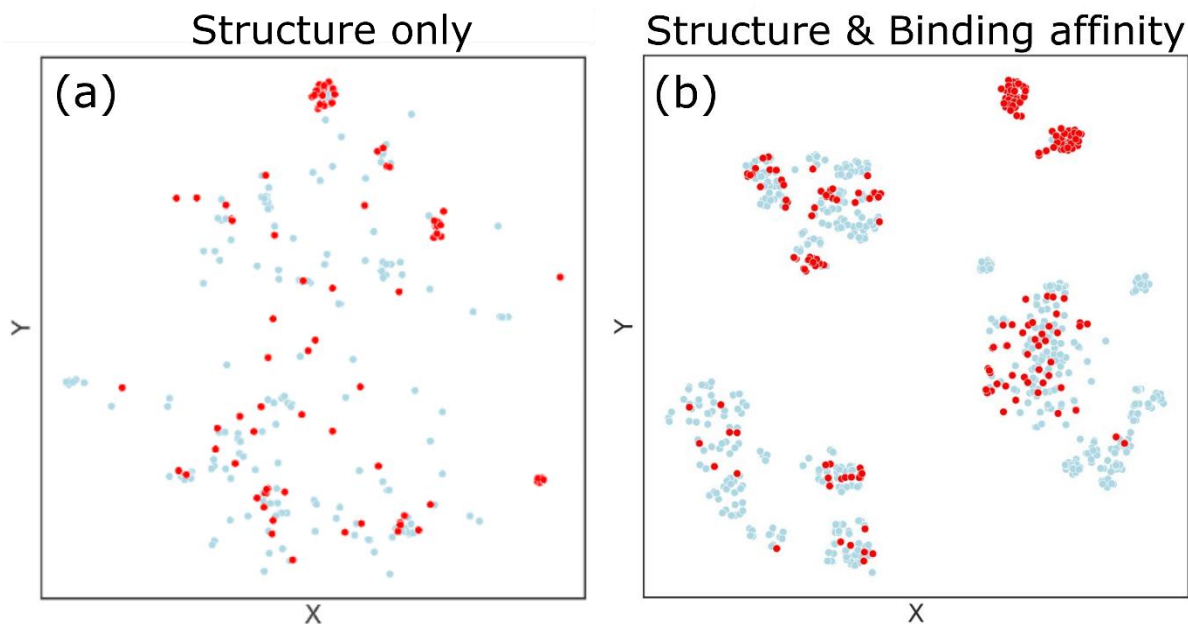 Structure only
Structure & Binding affinity
(a)
(b)
Y
Y
X
X